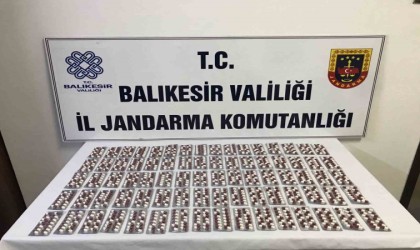 T.C.
BALIKESİR VALİLİĞİ
İL JANDARMA KOMUTANLIĞI
T.C.
BALIKESİR
VALİLİĞİ